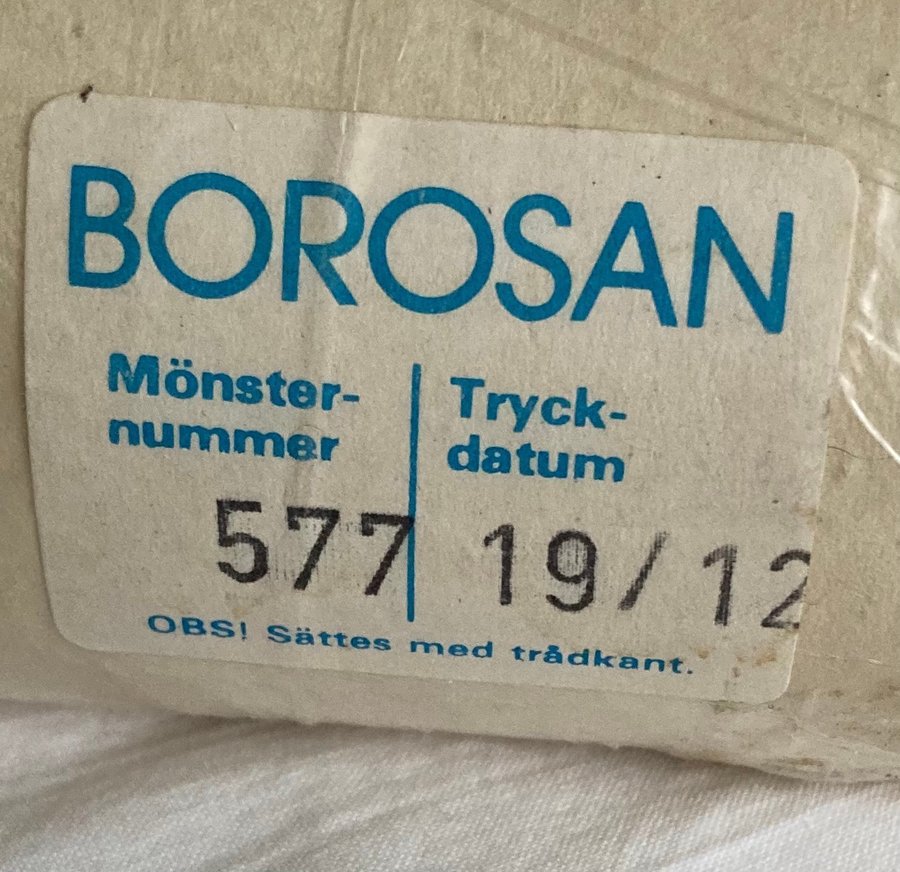 BOROSAN
Mönster-
nummer
Tryck-
datum
577
19/12
OBS! Sättes med trådkant.